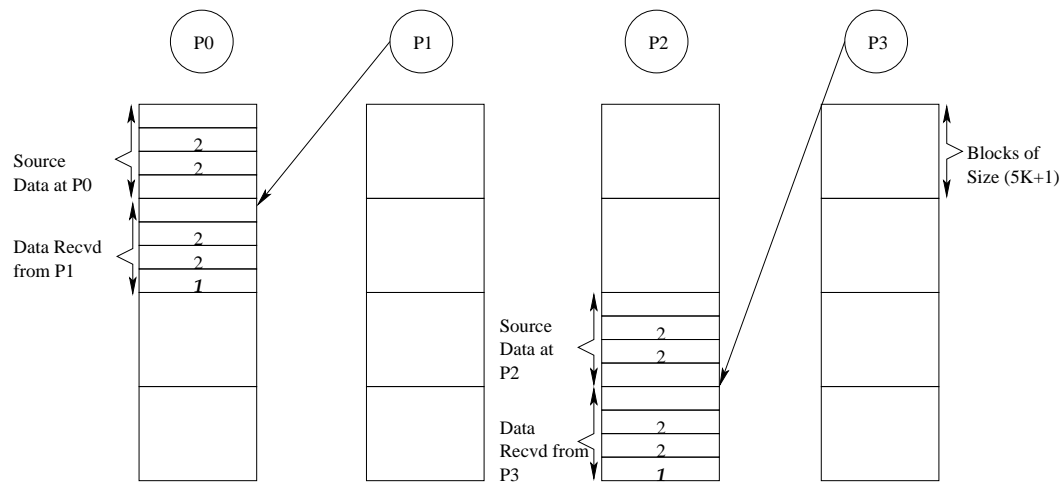 P0
P1
P2
P3
Source
Data at P0
2
2
Data Recvd
from P1
2
2
1
Blocks of
Size (5K+1)
Source
Data at
P2
2
2
Data
Recvd from
P3
2
2
1